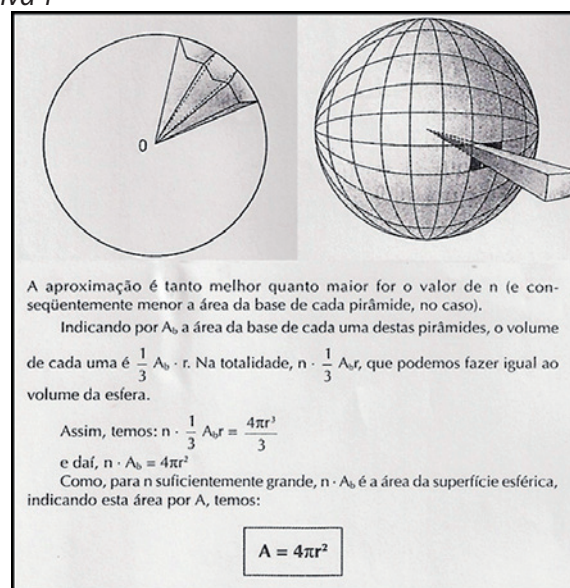 0
A aproximação é tanto melhor quanto maior for o valor de n (e con-
seqüentemente menor a área da base de cada pirâmide, no caso).
Indicando por A_b a área da base de cada uma destas pirâmides, o volume
de cada uma é 1/3 A_b · r. Na totalidade, n · 1/3 A_b r, que podemos fazer igual ao
volume da esfera.
Assim, temos: n · 1/3 A_b r = 4πr³/3
e daí, n · A_b = 4πr²
Como, para n suficientemente grande, n · A_b é a área da superfície esférica,
indicando esta área por A, temos:
A = 4πr²